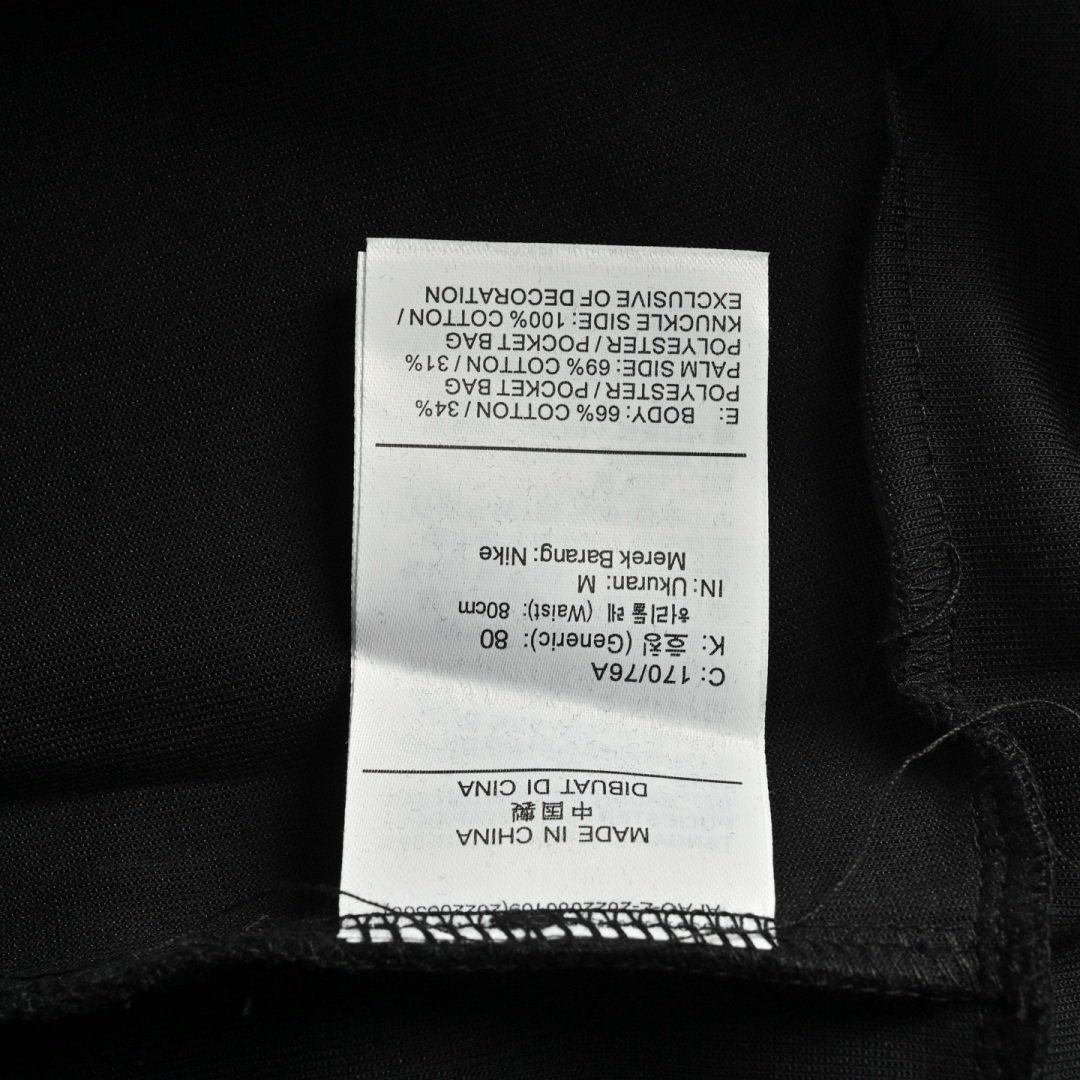 MADE IN CHINA
中国製
DIBUAT DI CINA
C: 170/76A
K: 호칭 (Generic): 80
허리둘레 (Waist): 80cm
IN: Ukuran: M
Merek Barang: Nike
E: BODY: 66% COTTON / 34%
POLYESTER / POCKET BAG
PALM SIDE: 69% COTTON / 31%
POLYESTER / POCKET BAG
KNUCKLE SIDE: 100% COTTON /
EXCLUSIVE OF DECORATION